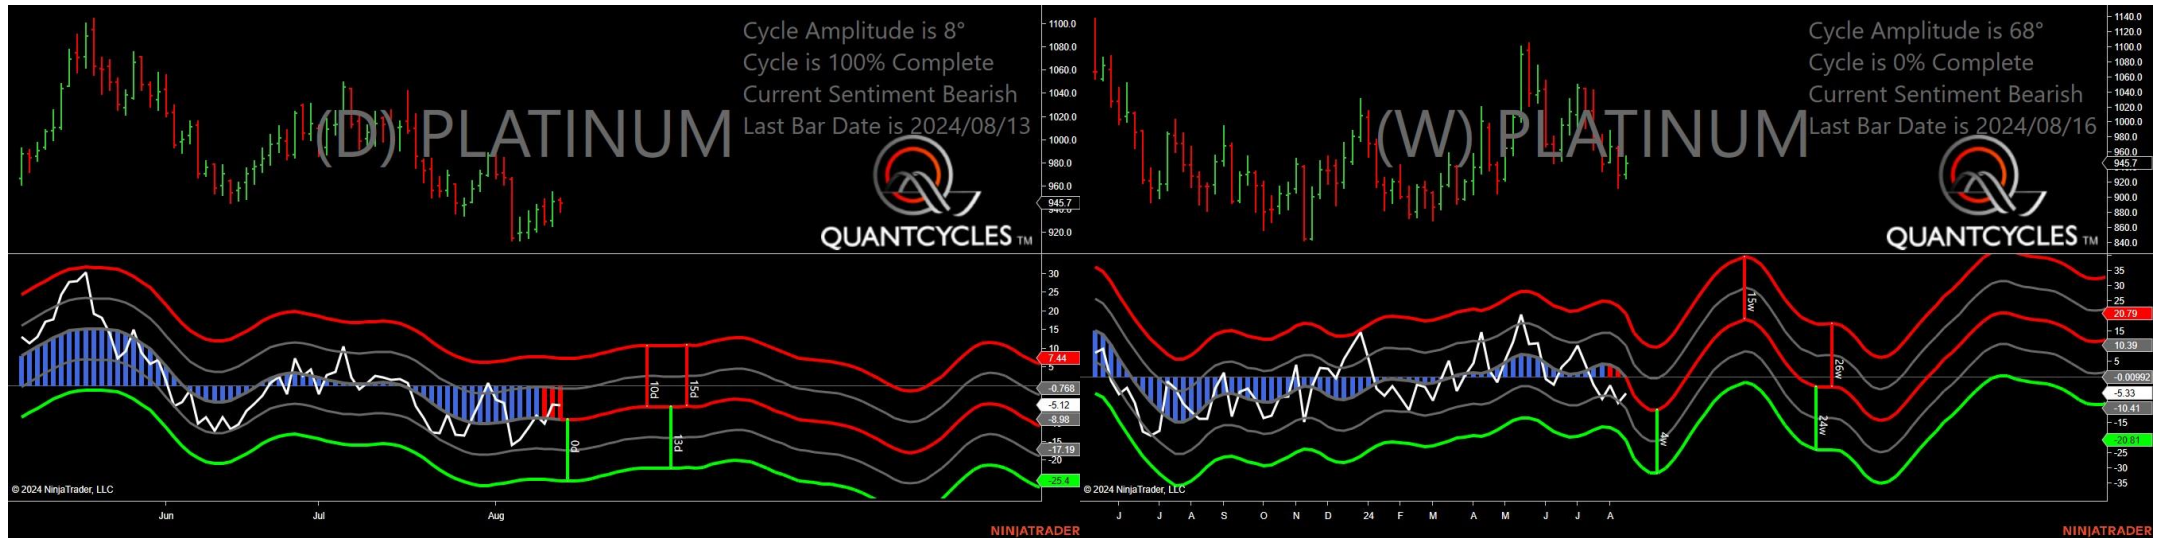 Cycle Amplitude is 8°
Cycle is 100% Complete
Current Sentiment Bearish
Last Bar Date is 2024/08/13
(D) PLATINUM
QUANTCYCLES TM
1100.0
1080.0
1060.0
1040.0
1020.0
1000.0
980.0
960.0
945.7
940.0
920.0
30
25
20
15
10
7.44
5
-0.768
-5.12
-8.98
-15
-17.19
-20
-25.4
0d
10d
13d
15d
© 2024 NinjaTrader, LLC
Jun
Jul
Aug
NINJATRADER
Cycle Amplitude is 68°
Cycle is 0% Complete
Current Sentiment Bearish
Last Bar Date is 2024/08/16
(W) PLATINUM
QUANTCYCLES TM
1140.0
1120.0
1100.0
1080.0
1060.0
1040.0
1020.0
1000.0
980.0
960.0
945.7
920.0
900.0
880.0
860.0
840.0
35
30
25
20.79
15
10.39
5
-0.00992
-5.33
-10.41
-15
-20.81
-25
-30
-35
4w
15w
24w
26w
© 2024 NinjaTrader, LLC
J
J
A
S
O
N
D
24
F
M
A
M
J
J
A
NINJATRADER